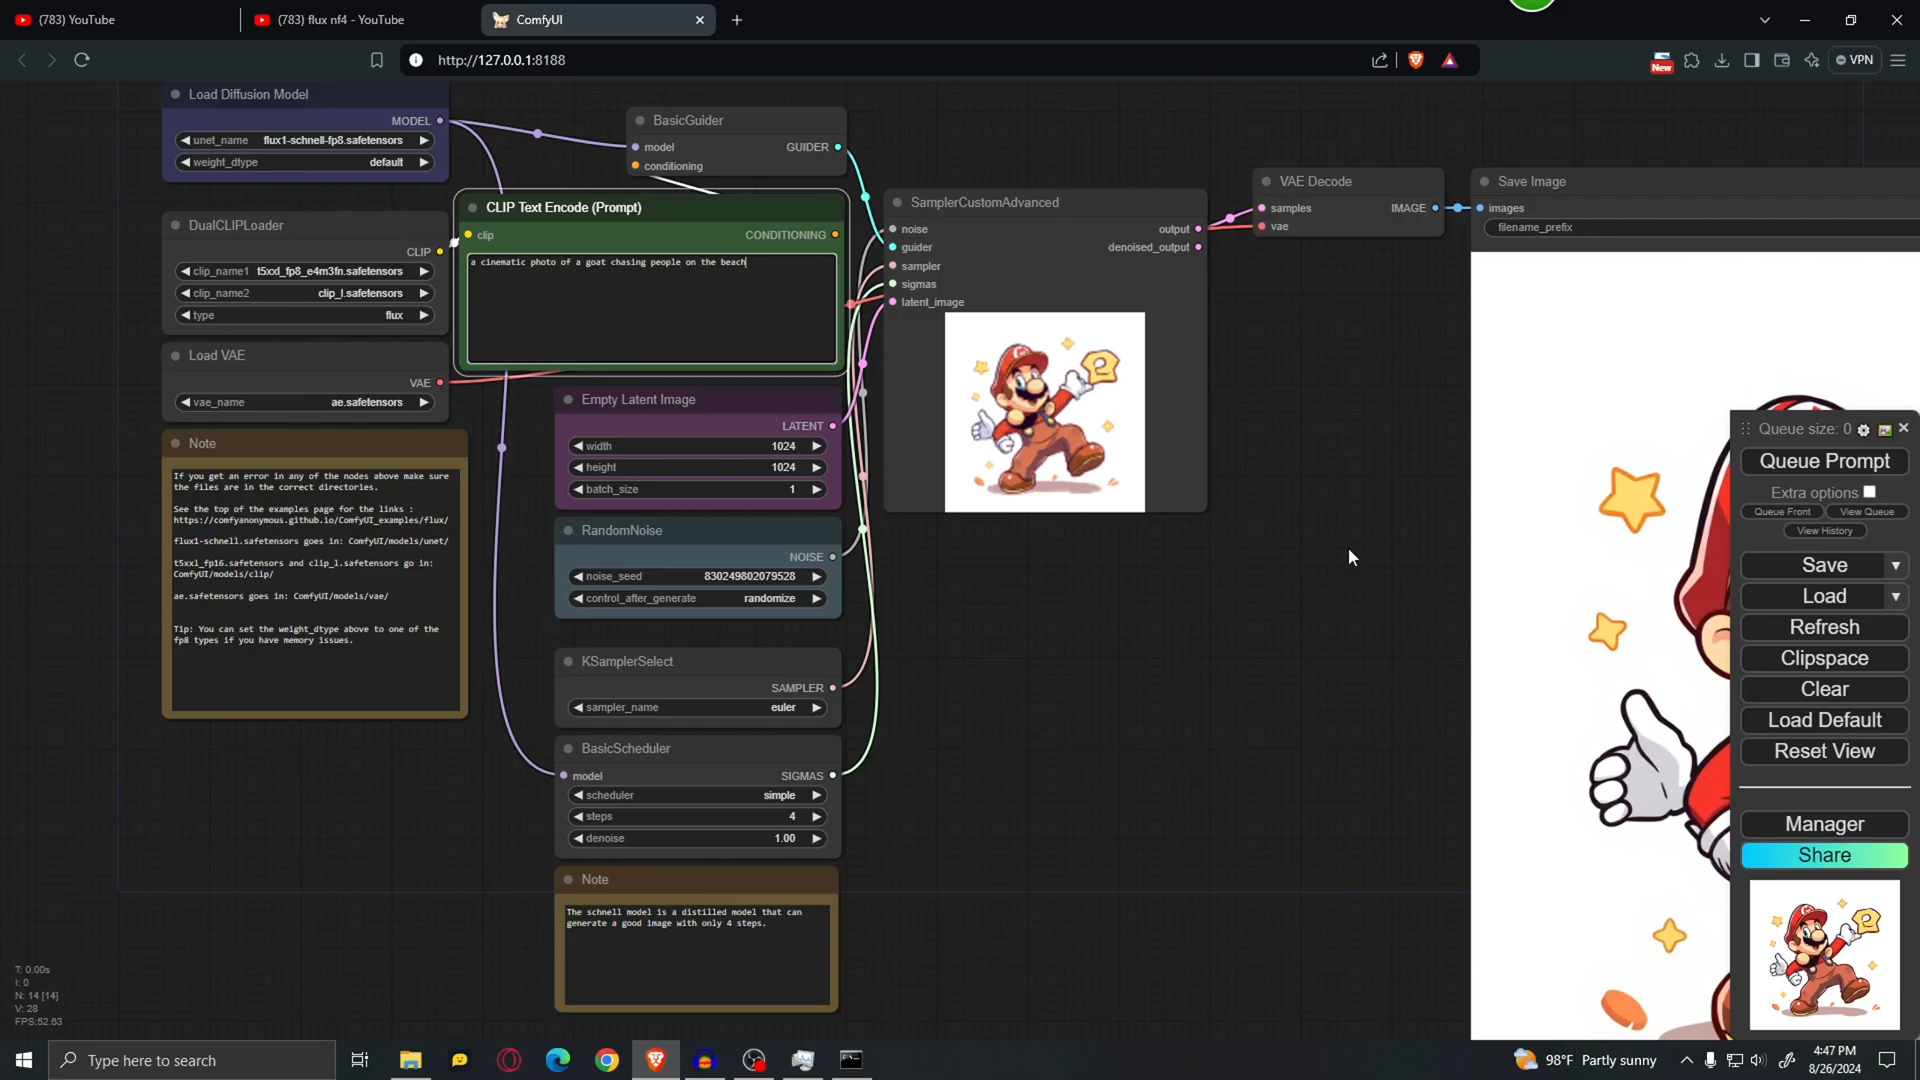 (783) YouTube
(783) flux nf4 - YouTube
ComfyUI
http://127.0.0.1:8188
New
VPN
Load Diffusion Model
MODEL
unet_name flux1-schnell-fp8.safetensors
weight_dtype default
DualCLIPLoader
CLIP
clip_name1 t5xxl_fp8_e4m3fn.safetensors
clip_name2 clip_l.safetensors
type flux
Load VAE
VAE
vae_name ae.safetensors
Note
If you get an error in any of the nodes above make sure
the files are in the correct directories.
See the top of the examples page for the links :
https://comfyanonymous.github.io/ComfyUI_examples/flux/
flux1-schnell.safetensors goes in: ComfyUI/models/unet/
t5xxl_fp16.safetensors and clip_l.safetensors go in:
ComfyUI/models/clip/
ae.safetensors goes in: ComfyUI/models/vae/
Tip: You can set the weight_dtype above to one of the
fp8 types if you have memory issues.
BasicGuider
model GUIDER
conditioning
CLIP Text Encode (Prompt)
clip CONDITIONING
a cinematic photo of a goat chasing people on the beach
Empty Latent Image
LATENT
width 1024
height 1024
batch_size 1
RandomNoise
NOISE
noise_seed 830249802079528
control_after_generate randomize
KSamplerSelect
SAMPLER
sampler_name euler
BasicScheduler
model SIGMAS
scheduler simple
steps 4
denoise 1.00
Note
The schnell model is a distilled model that can
generate a good image with only 4 steps.
SamplerCustomAdvanced
noise output
guider denoised_output
sampler
sigmas
latent_image
VAE Decode
samples IMAGE
vae
Save Image
images
filename_prefix
Queue size: 0
Queue Prompt
Extra options
Queue Front View Queue
View History
Save
Load
Refresh
Clipspace
Clear
Load Default
Reset View
Manager
Share
T: 0.00s
I: 0
N: 14 [14]
V: 28
FPS:52.63
Type here to search
98°F Partly sunny
4:47 PM
8/26/2024